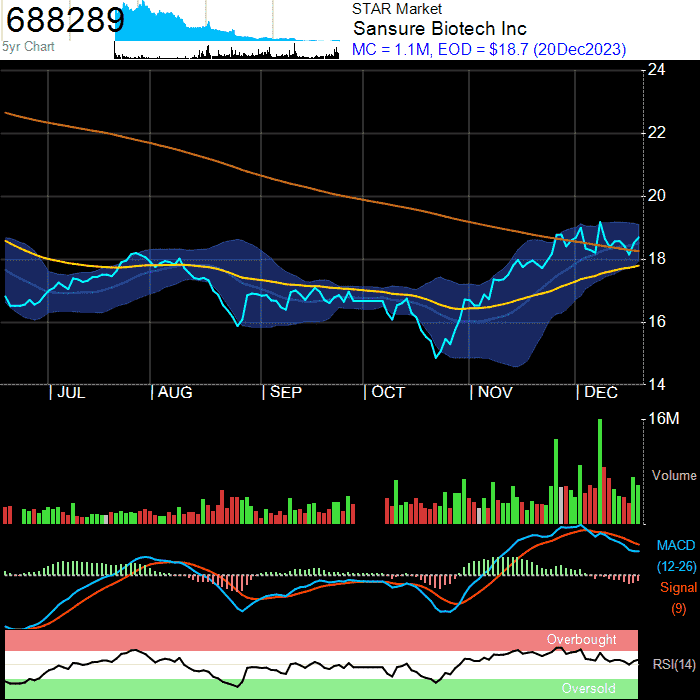 688289
5yr Chart
STAR Market
Sansure Biotech Inc
MC = 1.1M, EOD = $18.7 (20Dec2023)
24
22
20
18
16
14
| JUL | AUG | SEP | OCT | NOV | DEC
16M
Volume
MACD
(12-26)
Signal
(9)
Overbought
RSI(14)
Oversold